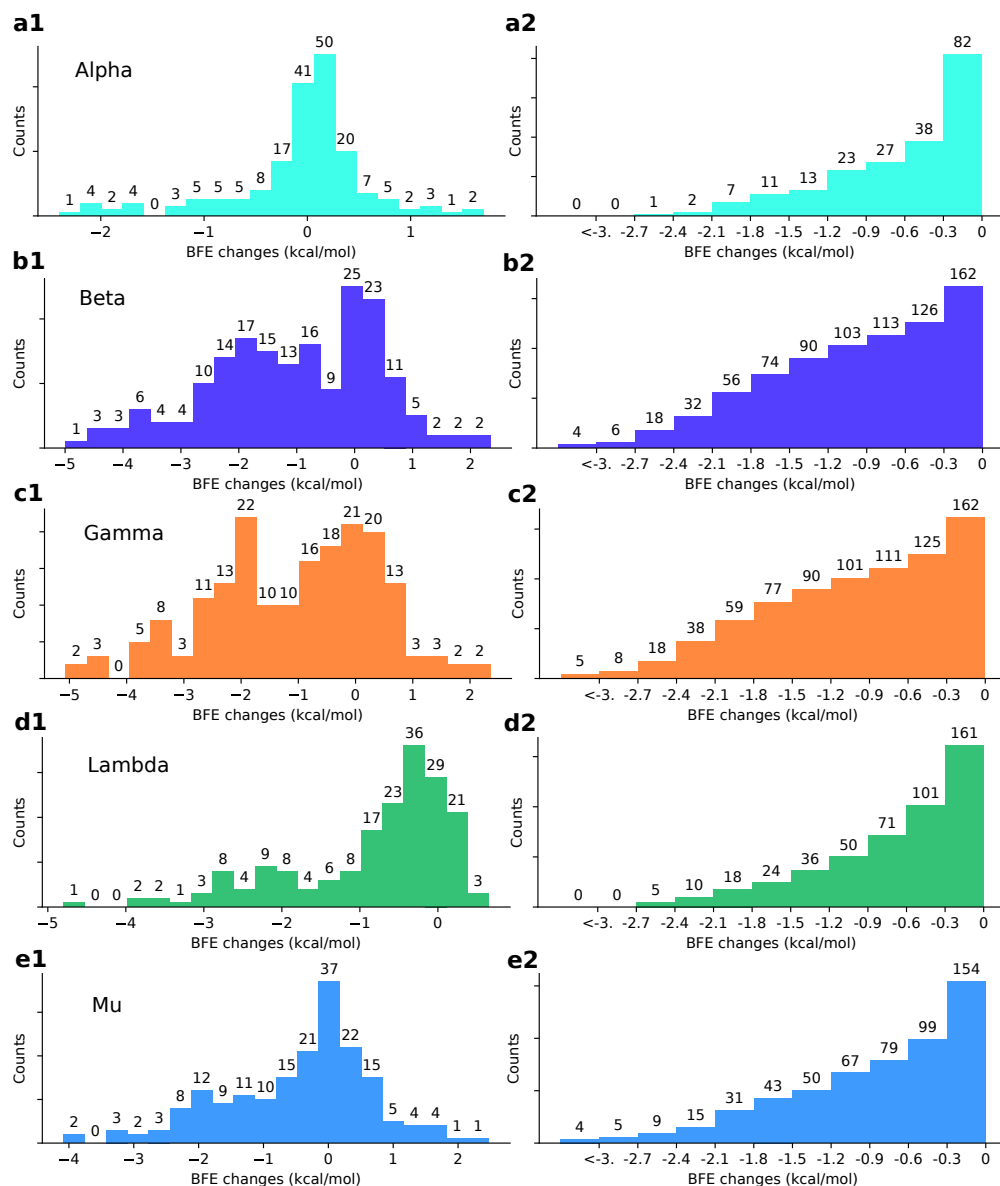 a1
Alpha
Counts
1 4 2 4 0 3 5 5 5 8 17 41 50 20 7 5 2 3 1 2
−2 −1 0 1
BFE changes (kcal/mol)
a2
Counts
0 0 1 2 7 11 13 23 27 38 82
<-3. -2.7 -2.4 -2.1 -1.8 -1.5 -1.2 -0.9 -0.6 -0.3 0
BFE changes (kcal/mol)
b1
Beta
Counts
1 3 3 6 4 4 10 14 17 15 13 16 9 25 23 11 5 2 2 2
−5 −4 −3 −2 −1 0 1 2
BFE changes (kcal/mol)
b2
Counts
4 6 18 32 56 74 90 103 113 126 162
<-3. -2.7 -2.4 -2.1 -1.8 -1.5 -1.2 -0.9 -0.6 -0.3 0
BFE changes (kcal/mol)
c1
Gamma
Counts
2 3 0 5 8 3 11 13 22 10 10 16 18 21 20 13 3 3 2 2
−5 −4 −3 −2 −1 0 1 2
BFE changes (kcal/mol)
c2
Counts
5 8 18 38 59 77 90 101 111 125 162
<-3. -2.7 -2.4 -2.1 -1.8 -1.5 -1.2 -0.9 -0.6 -0.3 0
BFE changes (kcal/mol)
d1
Lambda
Counts
1 0 0 2 2 1 3 8 4 9 8 4 6 8 17 23 36 29 21 3
−5 −4 −3 −2 −1 0
BFE changes (kcal/mol)
d2
Counts
0 0 5 10 18 24 36 50 71 101 161
<-3. -2.7 -2.4 -2.1 -1.8 -1.5 -1.2 -0.9 -0.6 -0.3 0
BFE changes (kcal/mol)
e1
Mu
Counts
2 0 3 2 3 8 12 9 11 10 15 21 37 22 15 5 4 4 1 1
−4 −3 −2 −1 0 1 2
BFE changes (kcal/mol)
e2
Counts
4 5 9 15 31 43 50 67 79 99 154
<-3. -2.7 -2.4 -2.1 -1.8 -1.5 -1.2 -0.9 -0.6 -0.3 0
BFE changes (kcal/mol)